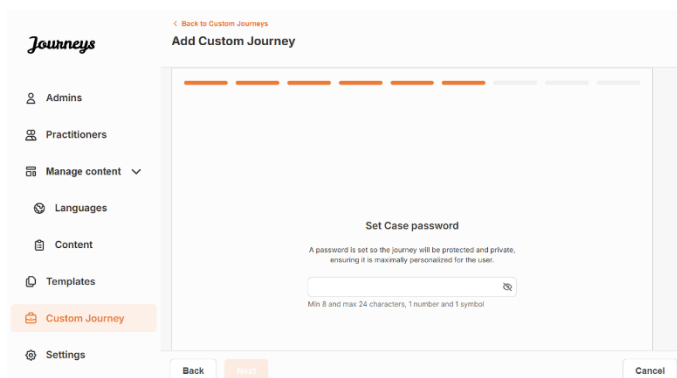 Journeys
Admins
Practitioners
Manage content
Languages
Content
Templates
Custom Journey
Settings
< Back to Custom Journeys
Add Custom Journey
Set Case password
A password is set so the journey will be protected and private,
ensuring it is maximally personalized for the user.
Min 8 and max 24 characters, 1 number and 1 symbol
Back
Next
Cancel